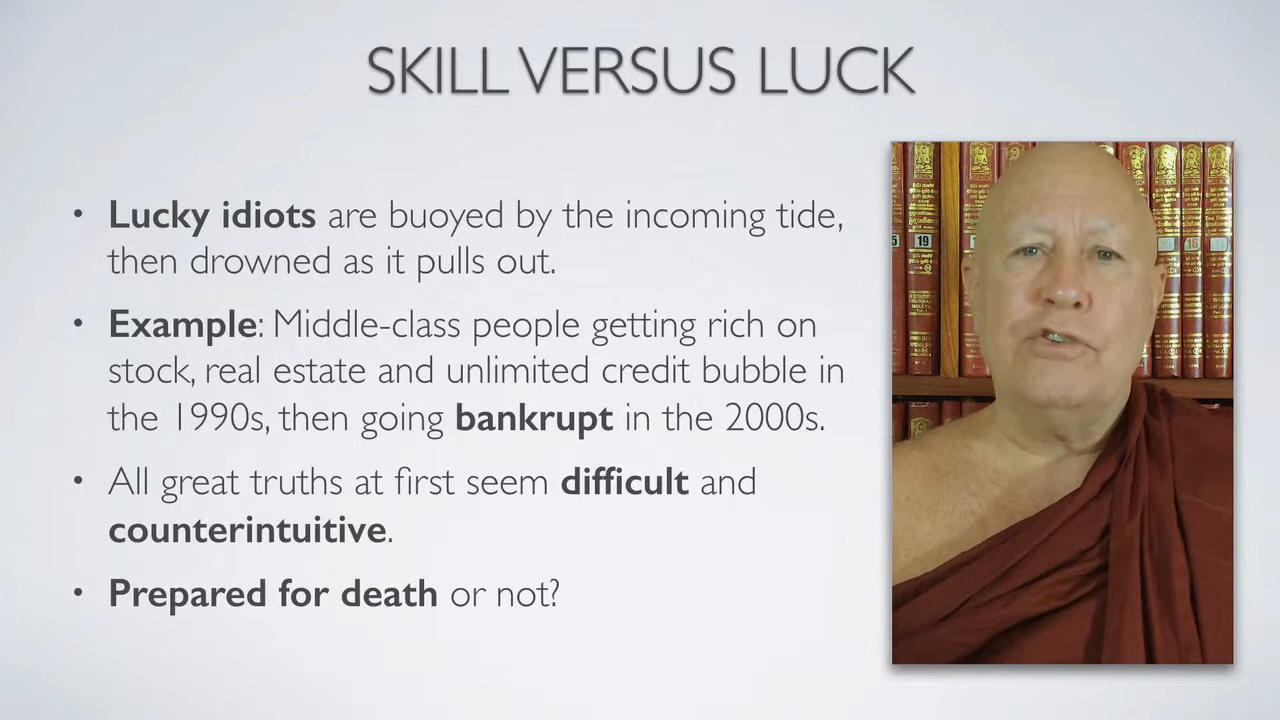 SKILL VERSUS LUCK
• Lucky idiots are buoyed by the incoming tide,
then drowned as it pulls out.
• Example: Middle-class people getting rich on
stock, real estate and unlimited credit bubble in
the 1990s, then going bankrupt in the 2000s.
• All great truths at first seem difficult and
counterintuitive.
• Prepared for death or not?
19
16